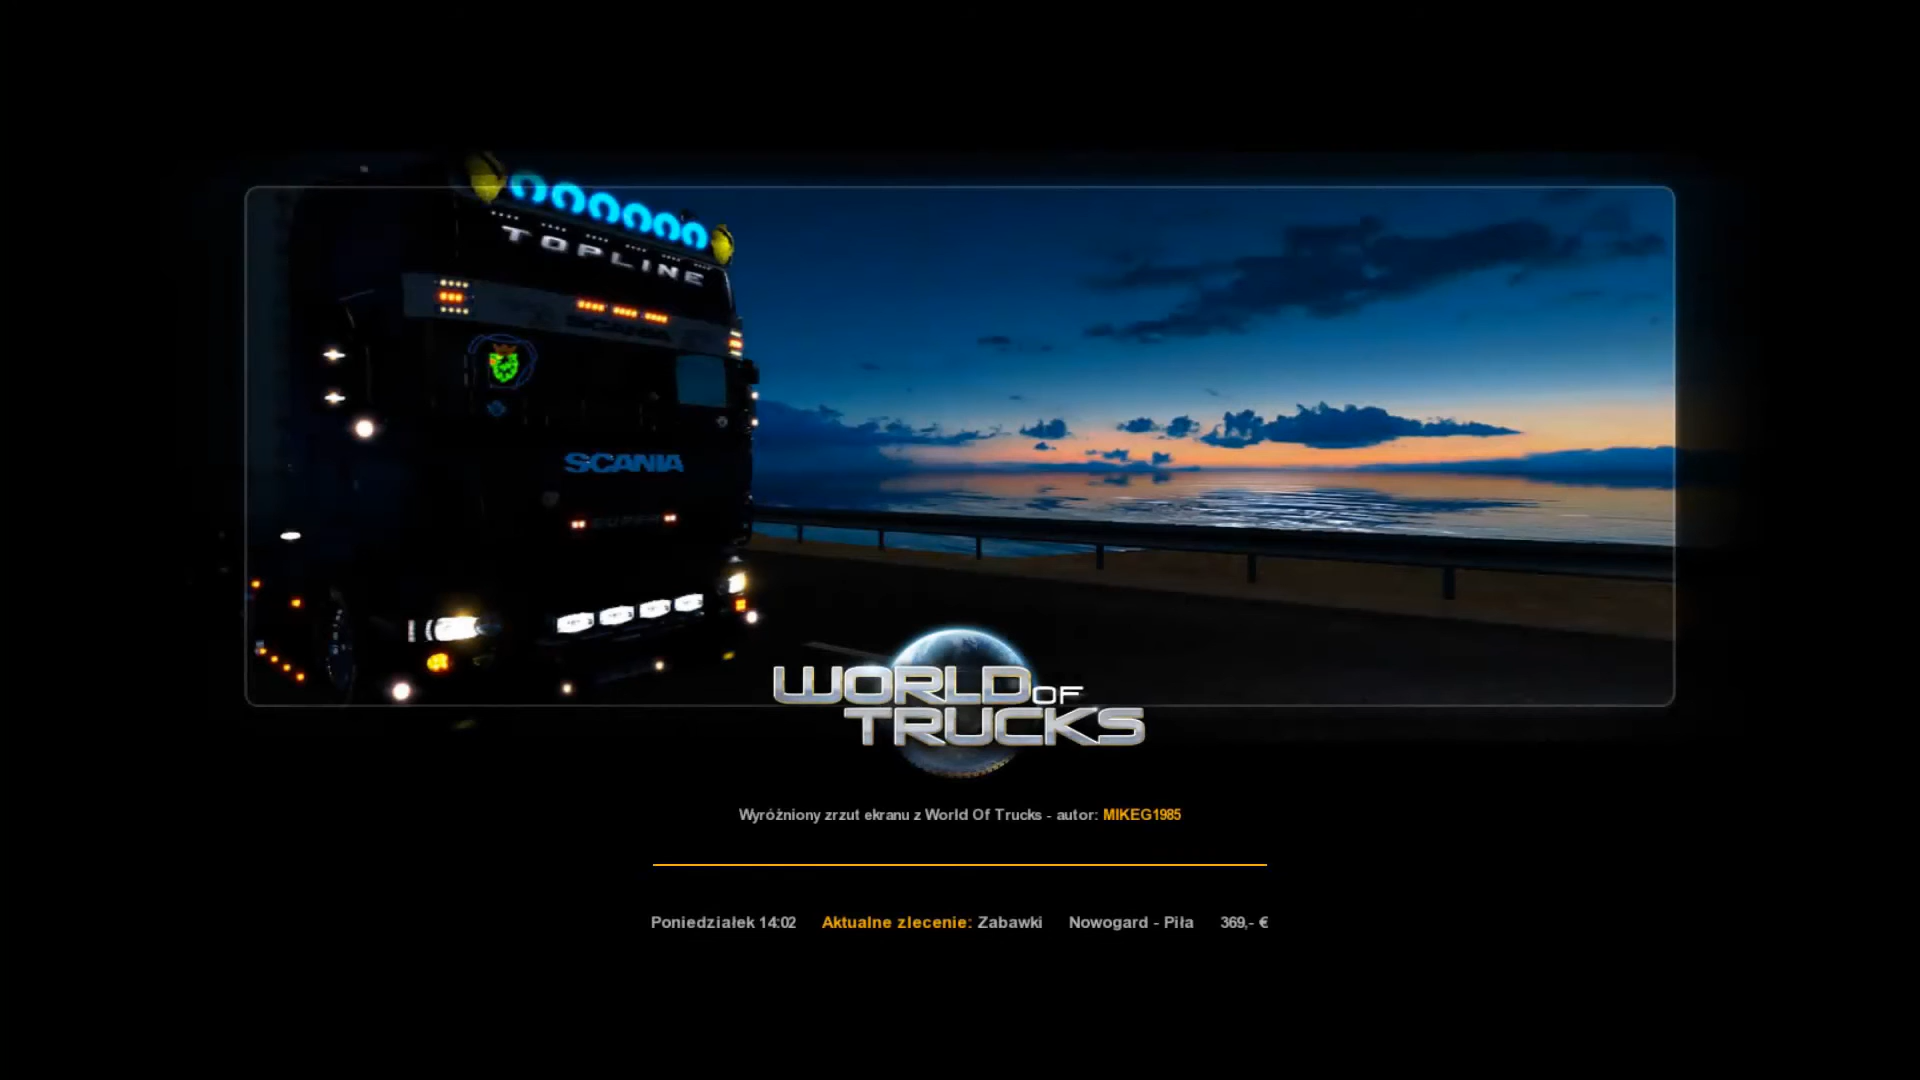 TOPLINE
SCANIA
SCANIA
WORLD OF
TRUCKS
Wyróżniony zrzut ekranu z World Of Trucks - autor: MIKEG1985
Poniedziałek 14:02 Aktualne zlecenie: Zabawki Nowogard - Piła 369,- €